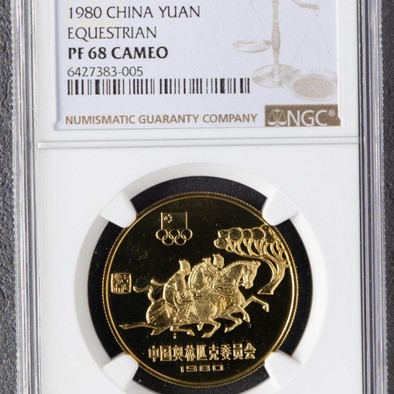 1980 CHINA YUAN
EQUESTRIAN
PF 68 CAMEO
6427383-005
NUMISMATIC GUARANTY COMPANY
NGC®
中国奥林匹克委员会
1980